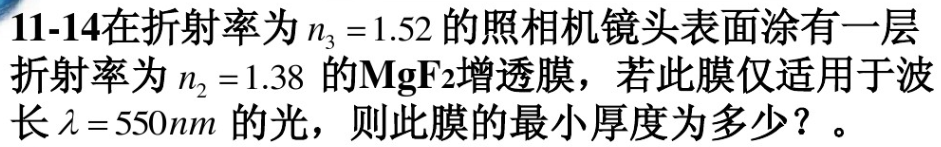 11-14在折射率为 n₃ = 1.52 的照相机镜头表面涂有一层
折射率为 n₂ = 1.38 的MgF₂增透膜，若此膜仅适用于波
长 λ = 550nm 的光，则此膜的最小厚度为多少？。